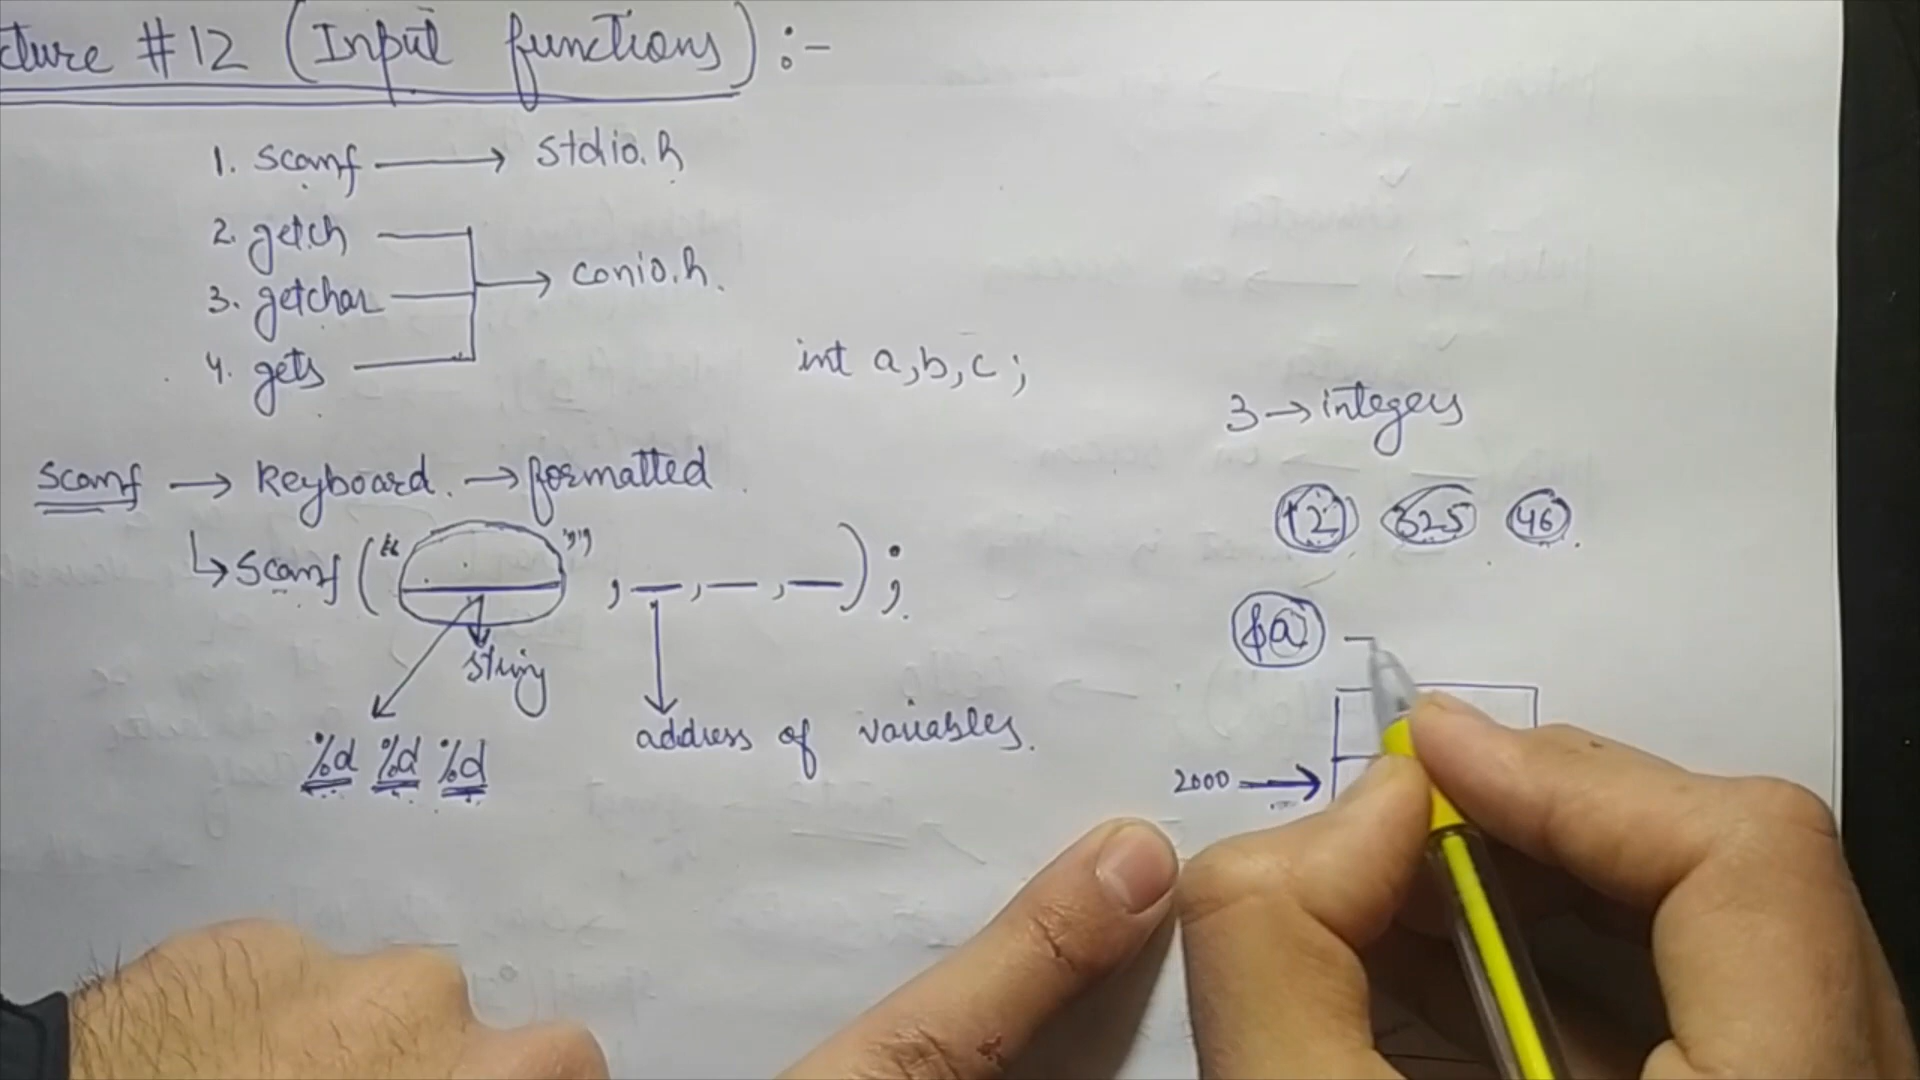 cture #12 (Input functions) :-
1. scanf → stdio.h
2. getch
3. getchar → conio.h.
4. gets
int a,b,c;
3 → integers
scanf → Keyboard. → formatted
12 325 46
↳ scanf (" " , _, _, _) ;
&a
string
address of variables.
%d %d %d
2000 →